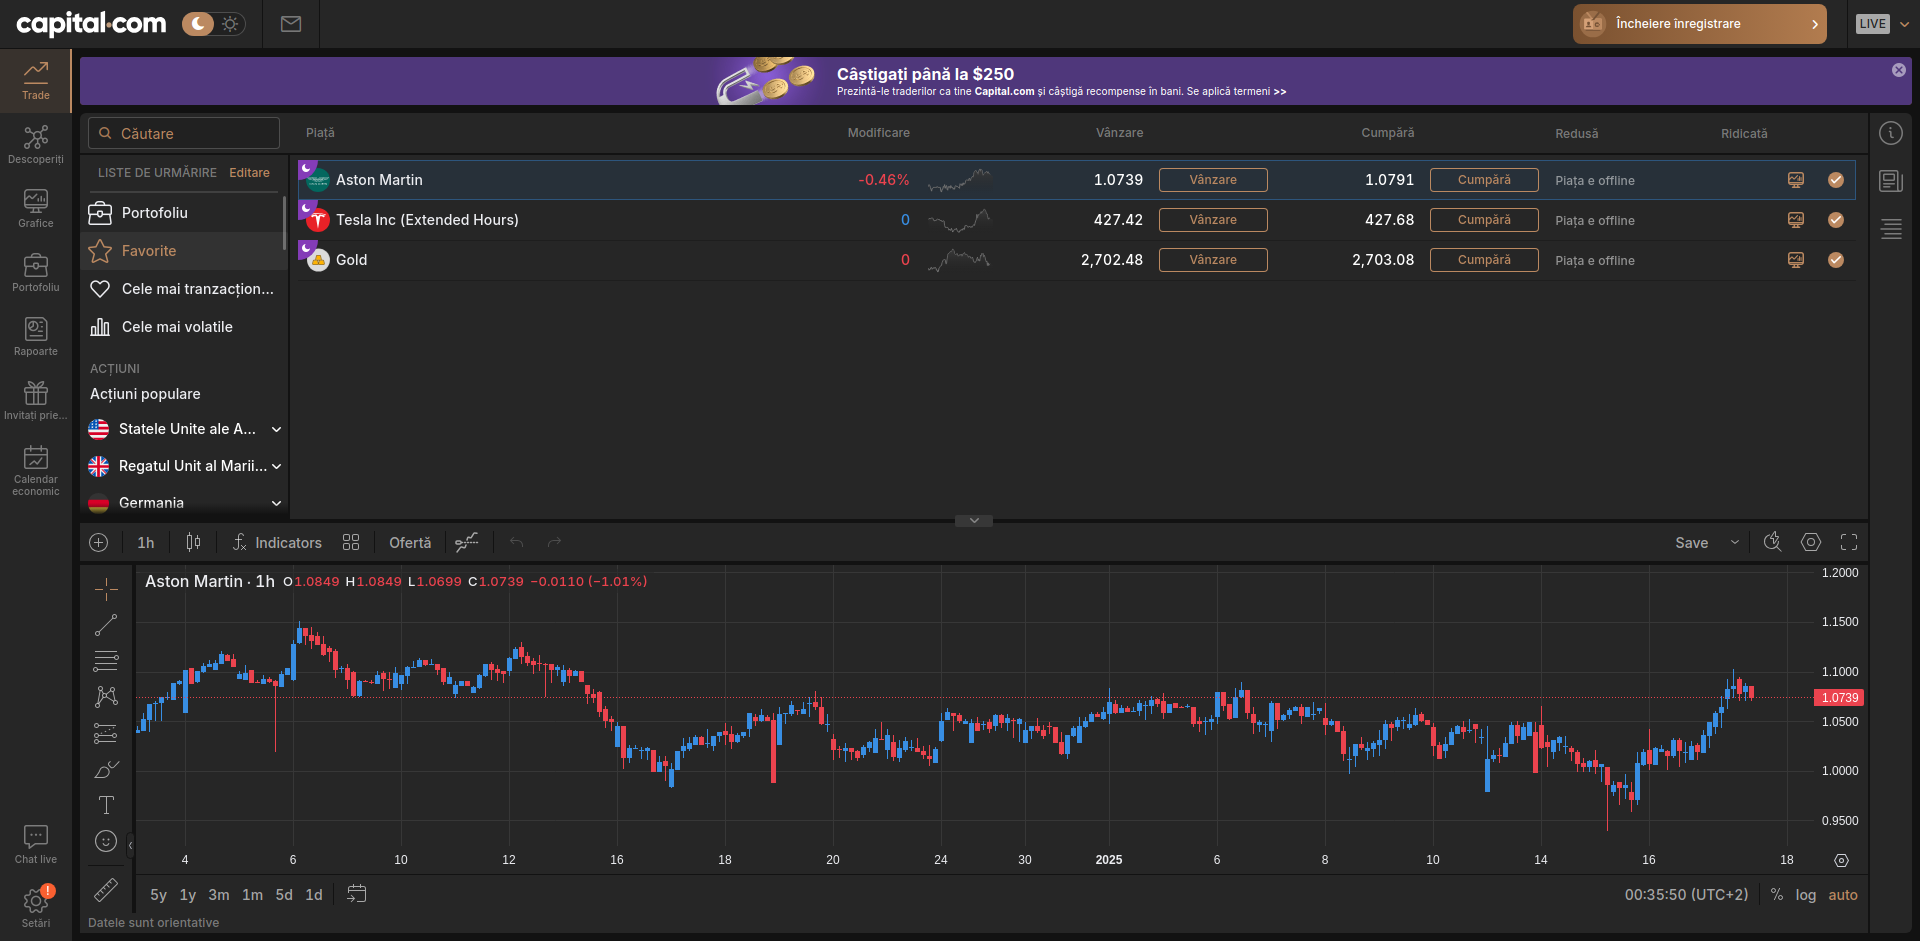 capital.com
Încheiere înregistrare
LIVE
Trade
Descoperiți
Grafice
Portofoliu
Rapoarte
Invitați prie...
Calendar
economic
Chat live
!
Setări
Câștigați până la $250
Prezintă-le traderilor ca tine Capital.com și câștigă recompense în bani. Se aplică termeni >>
Căutare
LISTE DE URMĂRIRE Editare
Portofoliu
Favorite
Cele mai tranzacțion...
Cele mai volatile
ACȚIUNI
Acțiuni populare
Statele Unite ale A...
Regatul Unit al Marii...
Germania
Piață Modificare Vânzare Cumpără Redusă Ridicată
Aston Martin -0.46% 1.0739 Vânzare 1.0791 Cumpără Piața e offline
Tesla Inc (Extended Hours) 0 427.42 Vânzare 427.68 Cumpără Piața e offline
Gold 0 2,702.48 Vânzare 2,703.08 Cumpără Piața e offline
1h Indicators Ofertă Save
Aston Martin · 1h O1.0849 H1.0849 L1.0699 C1.0739 −0.0110 (−1.01%)
1.2000
1.1500
1.1000
1.0739
1.0500
1.0000
0.9500
4 6 10 12 16 18 20 24 30 2025 6 8 10 14 16 18
5y 1y 3m 1m 5d 1d 00:35:50 (UTC+2) % log auto
Datele sunt orientative